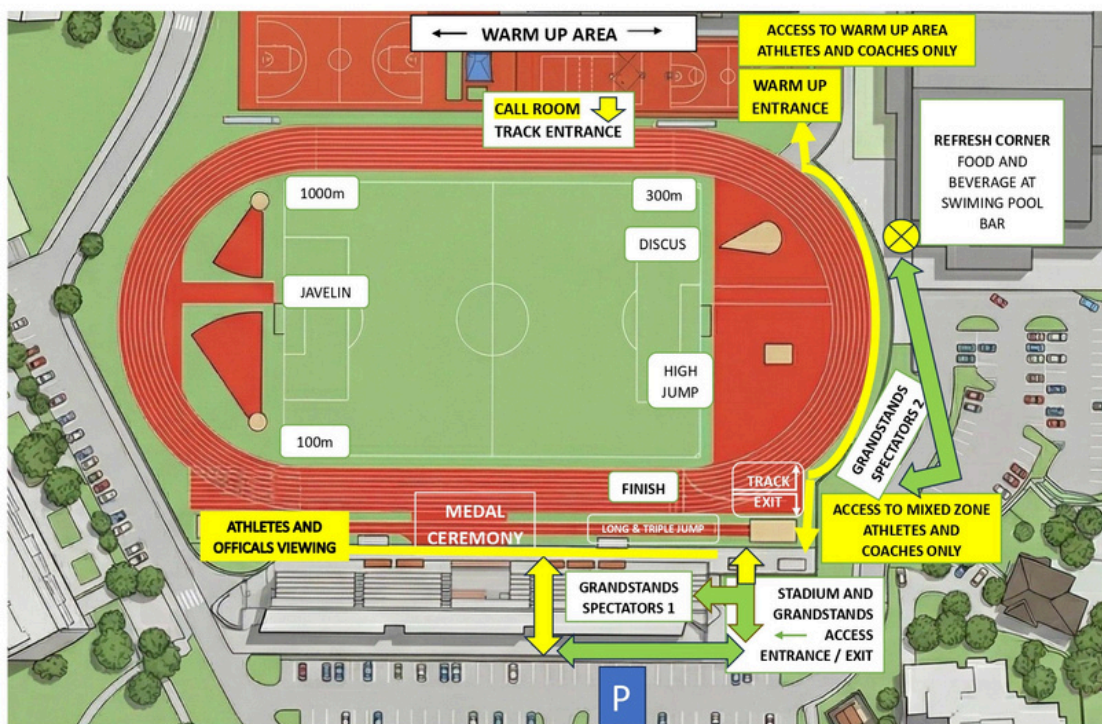 WARM UP AREA
ACCESS TO WARM UP AREA
ATHLETES AND COACHES ONLY
WARM UP
ENTRANCE
CALL ROOM
TRACK ENTRANCE
REFRESH CORNER
FOOD AND
BEVERAGE AT
SWIMING POOL
BAR
1000m
300m
DISCUS
JAVELIN
HIGH
JUMP
100m
GRANDSTANDS
SPECTATORS 2
FINISH
TRACK
EXIT
MEDAL
CEREMONY
LONG & TRIPLE JUMP
ATHLETES AND
OFFICALS VIEWING
ACCESS TO MIXED ZONE
ATHLETES AND
COACHES ONLY
GRANDSTANDS
SPECTATORS 1
STADIUM AND
GRANDSTANDS
ACCESS
ENTRANCE / EXIT
P